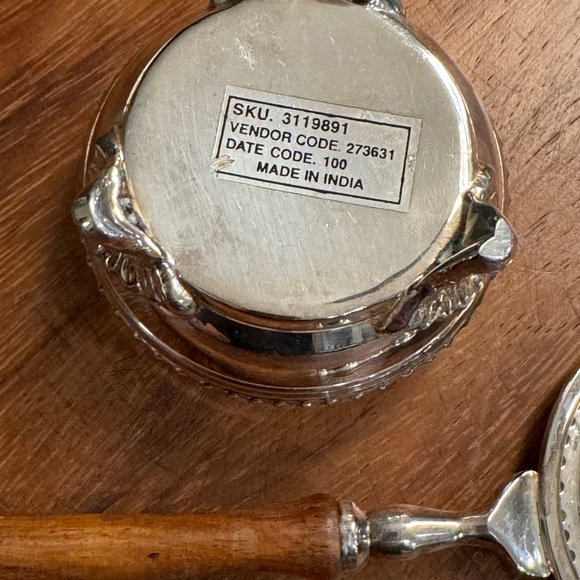 SKU. 3119891
VENDOR CODE. 273631
DATE CODE. 100
MADE IN INDIA